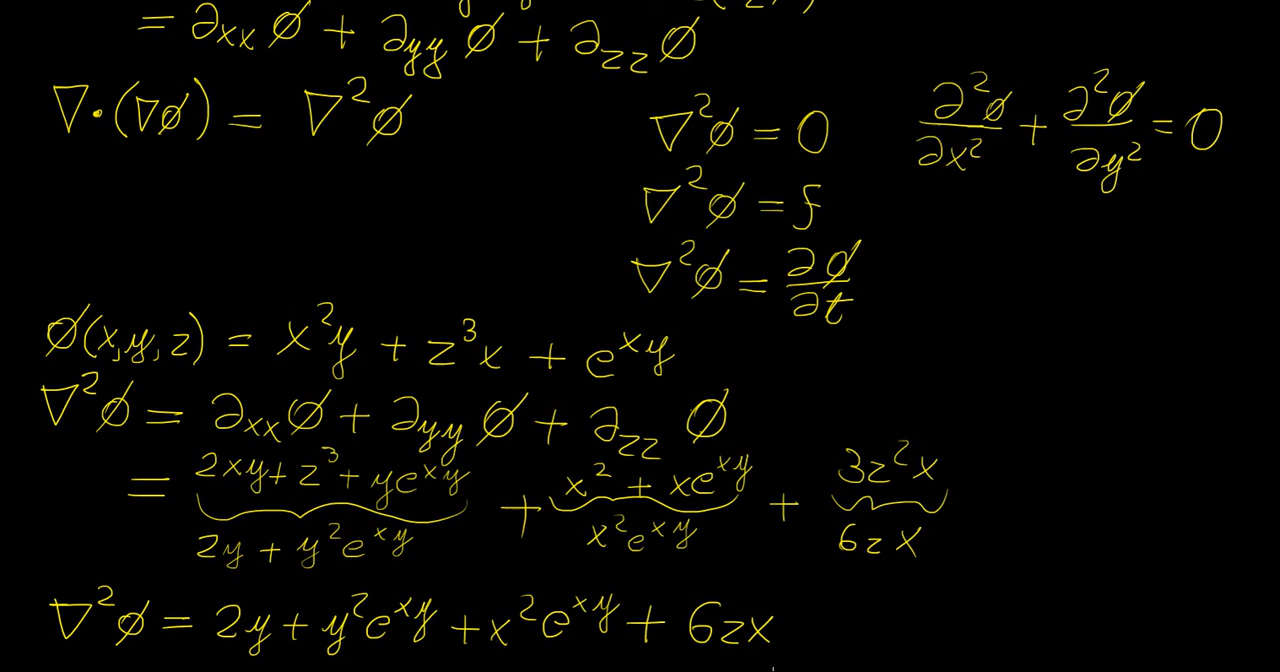 = ∂xx ∅ + ∂yy ∅ + ∂zz ∅
∇·(∇∅) = ∇²∅
∇²∅ = 0
∂²∅/∂x² + ∂²∅/∂y² = 0
∇²∅ = f
∇²∅ = ∂∅/∂t
∅(x,y,z) = x²y + z³x + e^xy
∇²∅ = ∂xx∅ + ∂yy ∅ + ∂zz ∅
= 2xy + z³ + ye^xy + x² + xe^xy + 3z²x
2y + y²e^xy x²e^xy 6zx
∇²∅ = 2y + y²e^xy + x²e^xy + 6zx